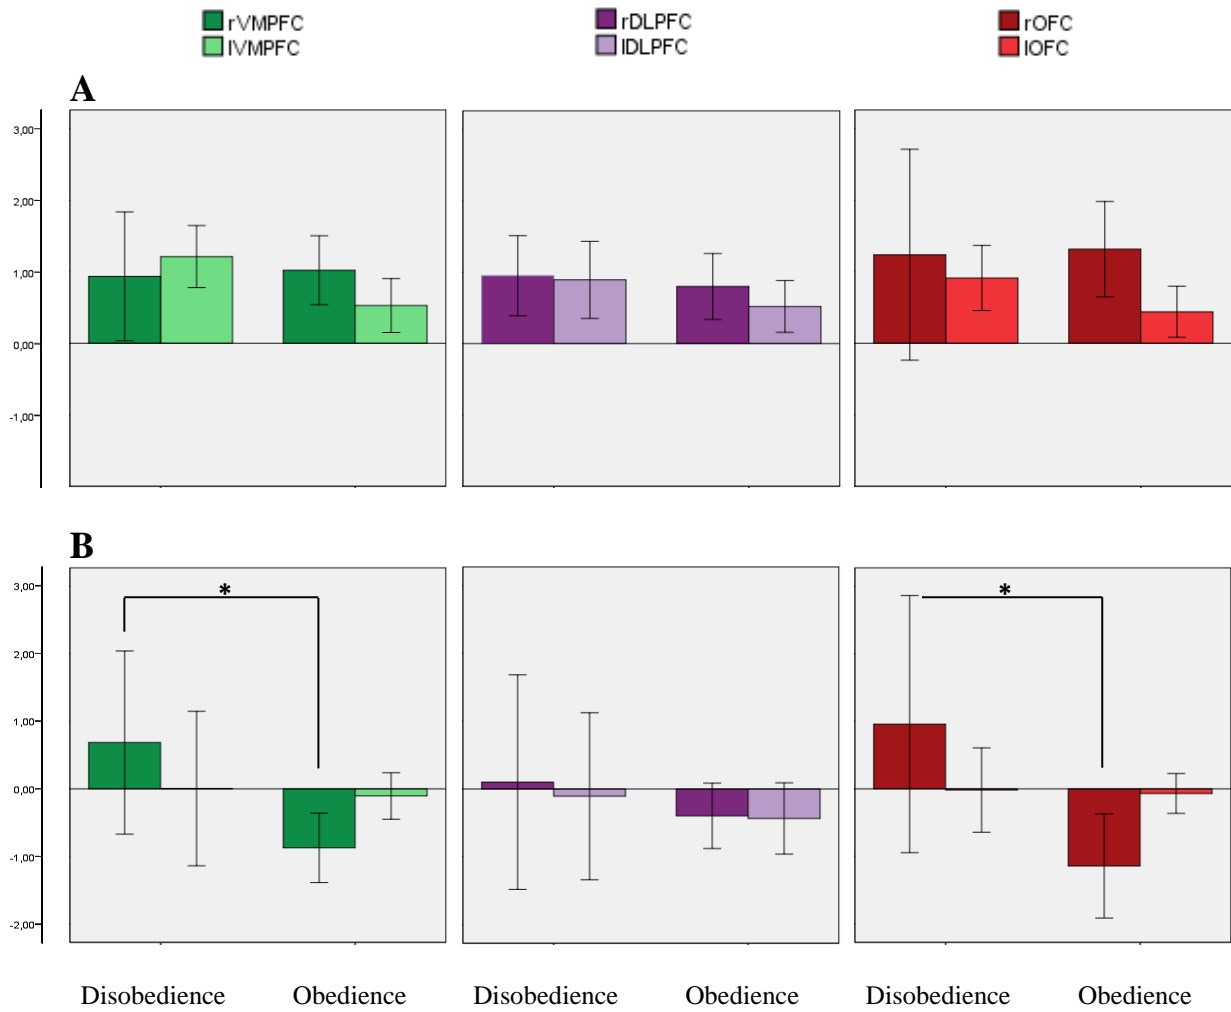 rVMPFC
lVMPFC
rDLPFC
lDLPFC
rOFC
lOFC
A
3,00
2,00
1,00
0,00
-1,00
B
*
*
3,00
2,00
1,00
0,00
-1,00
-2,00
Disobedience Obedience Disobedience Obedience Disobedience Obedience